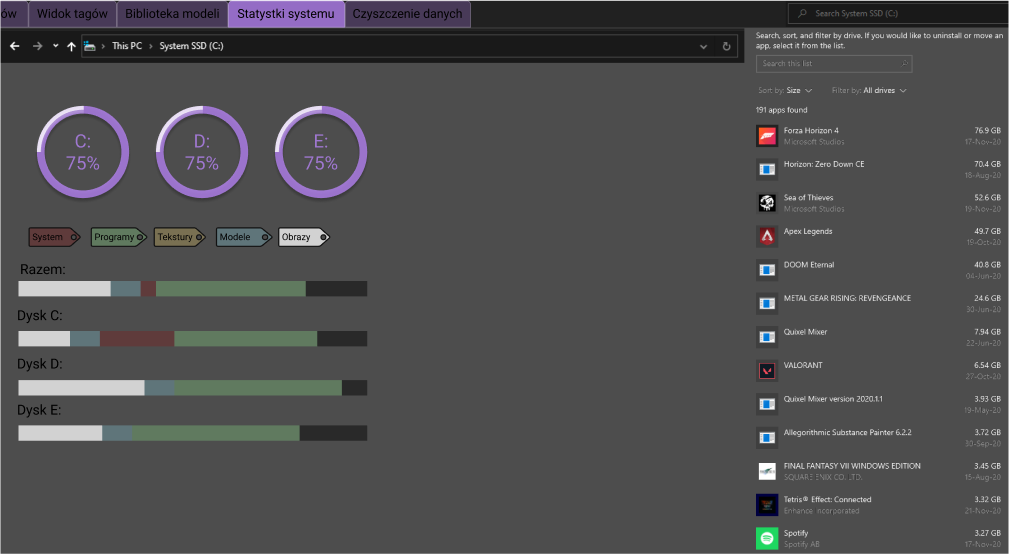 ów
Widok tagów
Biblioteka modeli
Statystki systemu
Czyszczenie danych
Search System SSD (C:)
This PC
System SSD (C:)
C:
75%
D:
75%
E:
75%
System
Programy
Tekstury
Modele
Obrazy
Razem:
Dysk C:
Dysk D:
Dysk E:
Search, sort, and filter by drive. If you would like to uninstall or move an
app, select it from the list.
Search this list
Sort by: Size
Filter by: All drives
191 apps found
Forza Horizon 4 76.9 GB
Microsoft Studios 17-Nov-20
Horizon: Zero Down CE 70.4 GB
18-Aug-20
Sea of Thieves 52.6 GB
Microsoft Studios 19-Nov-20
Apex Legends 49.7 GB
19-Oct-20
DOOM Eternal 40.8 GB
04-Jun-20
METAL GEAR RISING: REVENGEANCE 24.6 GB
30-Jun-20
Quixel Mixer 7.94 GB
22-Jun-20
VALORANT 6.54 GB
27-Oct-20
Quixel Mixer version 2020.1.1 3.93 GB
19-May-20
Allegorithmic Substance Painter 6.2.2 3.72 GB
30-Sep-20
FINAL FANTASY VII WINDOWS EDITION 3.45 GB
SQUARE ENIX CO. LTD. 15-Aug-20
Tetris® Effect: Connected 3.32 GB
Enhance Incorporated 21-Nov-20
Spotify 3.27 GB
Spotify AB 17-Nov-20